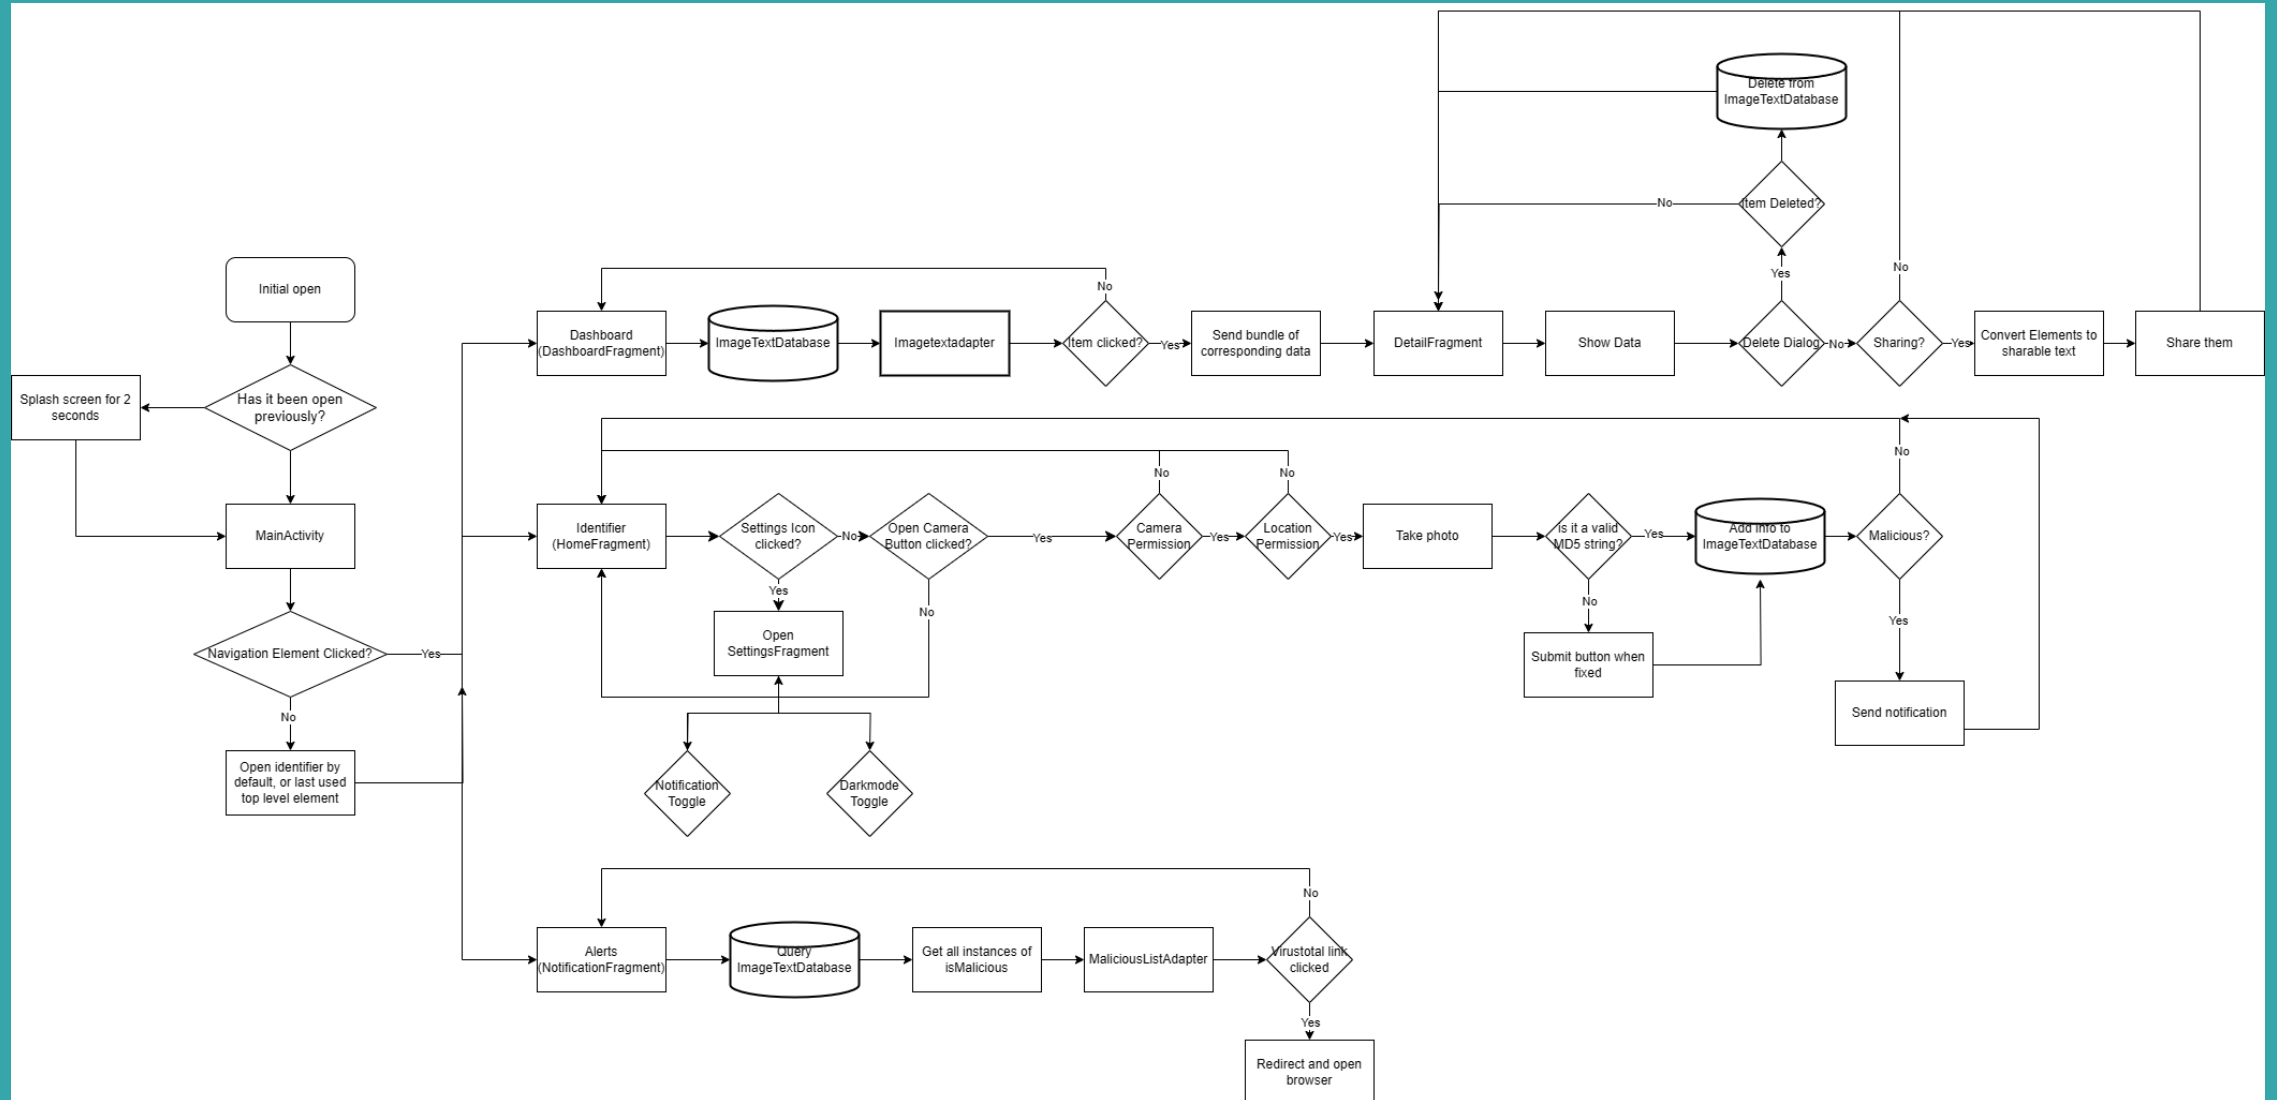 Delete from
ImageTextDatabase
Item Deleted?
No
Yes
No
Initial open
No
Dashboard
(DashboardFragment)
ImageTextDatabase
Imagetextadapter
Item clicked?
Yes
Send bundle of
corresponding data
DetailFragment
Show Data
Delete Dialog
No
Sharing?
Yes
Convert Elements to
sharable text
Share them
Splash screen for 2
seconds
Has it been open
previously?
No
No
No
MainActivity
Identifier
(HomeFragment)
Settings Icon
clicked?
No
Open Camera
Button clicked?
Yes
Camera
Permission
Yes
Location
Permission
Yes
Take photo
is it a valid
MD5 string?
Yes
Add info to
ImageTextDatabase
Malicious?
Yes
No
No
Yes
Navigation Element Clicked?
Yes
Open
SettingsFragment
Submit button when
fixed
Send notification
No
Open identifier by
default, or last used
top level element
Notification
Toggle
Darkmode
Toggle
No
Alerts
(NotificationFragment)
Query
ImageTextDatabase
Get all instances of
isMalicious
MaliciousListAdapter
Virustotal link
clicked
Yes
Redirect and open
browser